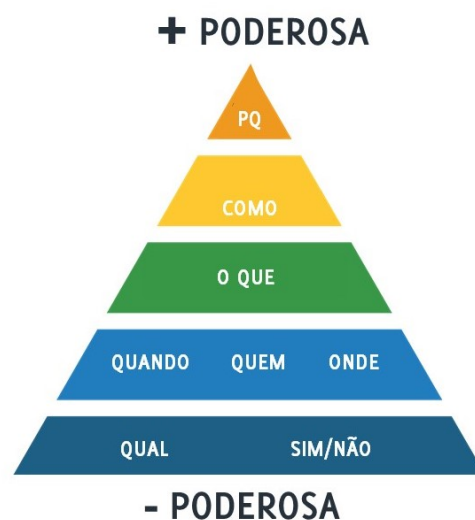 + PODEROSA
PQ
COMO
O QUE
QUANDO QUEM ONDE
QUAL SIM/NÃO
- PODEROSA